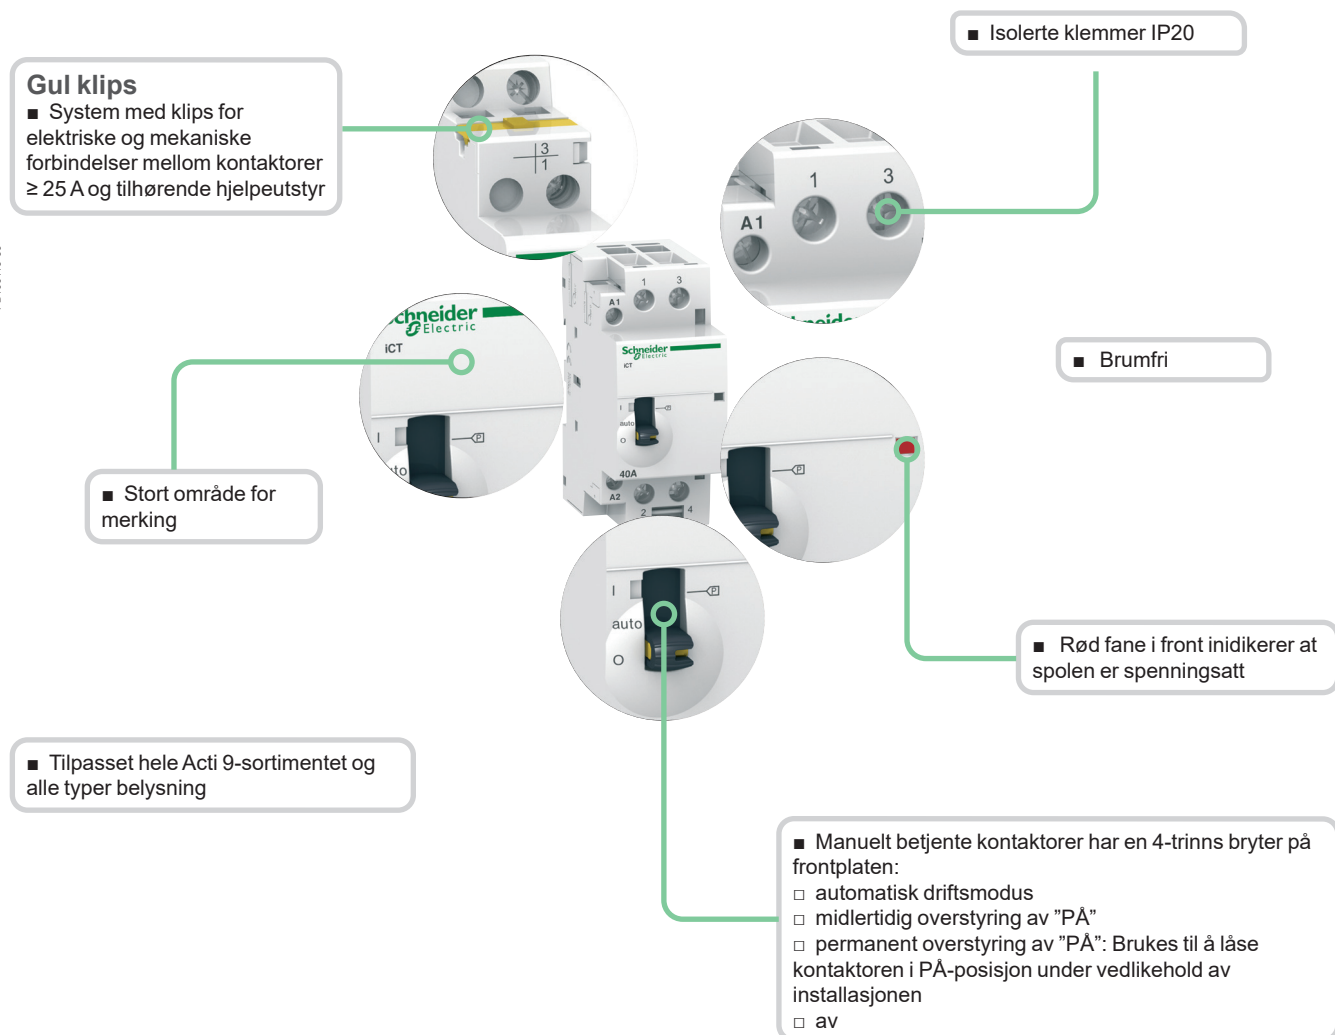 ■ Isolerte klemmer IP20
Gul klips
■ System med klips for
elektriske og mekaniske
forbindelser mellom kontaktorer
≥ 25 A og tilhørende hjelpeutstyr
3
1
1
3
A1
chneider
Electric
iCT
I
P
A1
1
3
Schneider
Electric
iCT
I
P
auto
O
40A
A2
2
4
■ Brumfri
P
■ Stort område for
merking
I
P
auto
O
■ Rød fane i front inidikerer at
spolen er spenningsatt
■ Tilpasset hele Acti 9-sortimentet og
alle typer belysning
■ Manuelt betjente kontaktorer har en 4-trinns bryter på
frontplaten:
□ automatisk driftsmodus
□ midlertidig overstyring av ”PÅ”
□ permanent overstyring av ”PÅ”: Brukes til å låse
kontaktoren i PÅ-posisjon under vedlikehold av
installasjonen
□ av